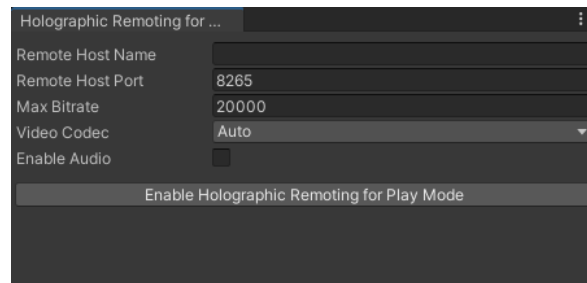 Holographic Remoting for ...
Remote Host Name
Remote Host Port 8265
Max Bitrate 20000
Video Codec Auto
Enable Audio
Enable Holographic Remoting for Play Mode